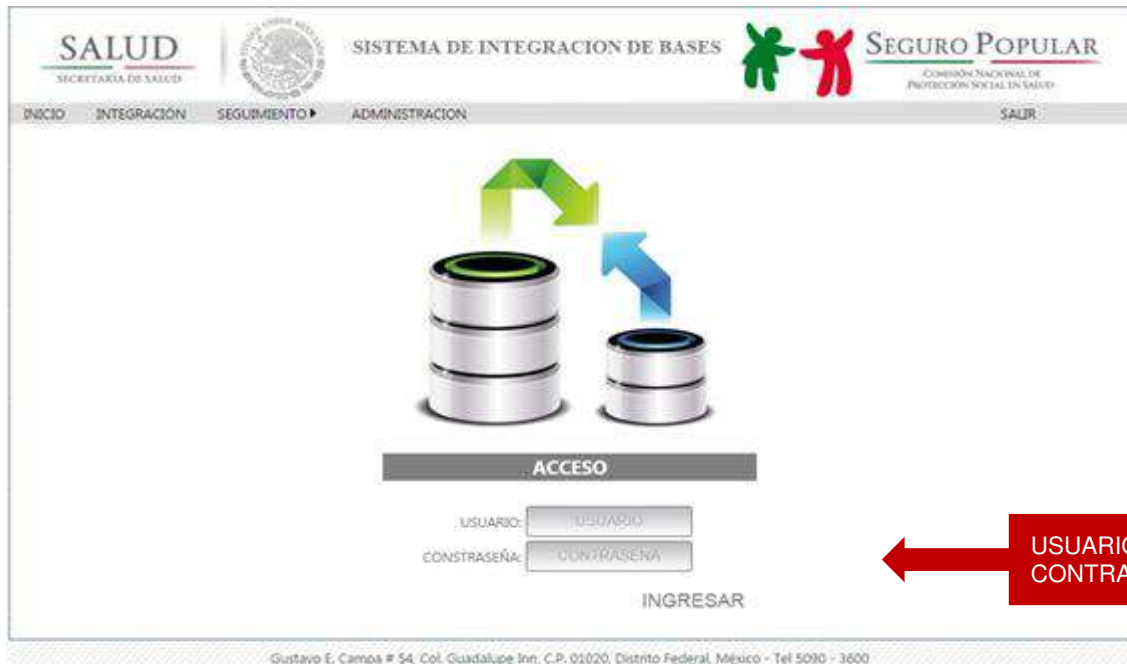 SALUD
SECRETARÍA DE SALUD
SISTEMA DE INTEGRACION DE BASES
SEGURO POPULAR
COMISIÓN NACIONAL DE
PROTECCIÓN SOCIAL EN SALUD
INICIO INTEGRACIÓN SEGUIMIENTO ADMINISTRACION SALIR
ACCESO
USUARIO: USUARIO
CONSTRASEÑA: CONTRASEÑA
INGRESAR
USUARIO
CONTRA
Gustavo E. Campa # 54, Col. Guadalupe Inn, C.P. 01020, Distrito Federal, México - Tel 5090 - 3600